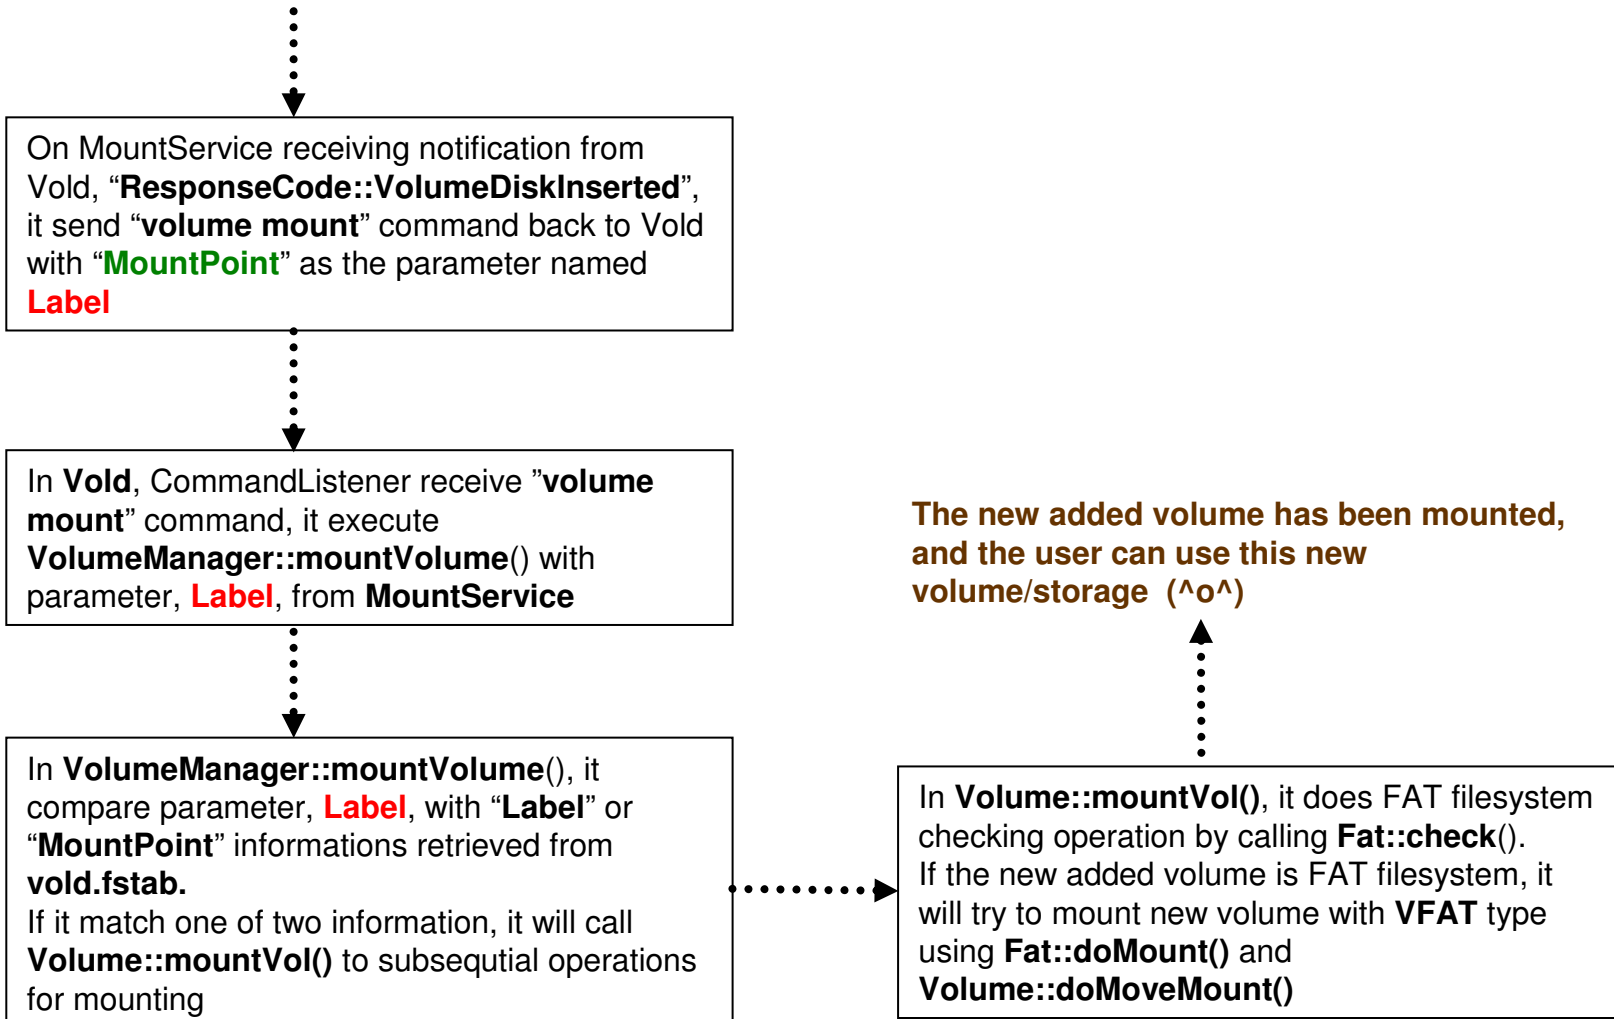 On MountService receiving notification from
Vold, “ResponseCode::VolumeDiskInserted”,
it send “volume mount” command back to Vold
with “MountPoint” as the parameter named
Label
In Vold, CommandListener receive ”volume
mount” command, it execute
VolumeManager::mountVolume() with
parameter, Label, from MountService
In VolumeManager::mountVolume(), it
compare parameter, Label, with “Label” or
“MountPoint” informations retrieved from
vold.fstab.
If it match one of two information, it will call
Volume::mountVol() to subsequtial operations
for mounting
In Volume::mountVol(), it does FAT filesystem
checking operation by calling Fat::check().
If the new added volume is FAT filesystem, it
will try to mount new volume with VFAT type
using Fat::doMount() and
Volume::doMoveMount()
The new added volume has been mounted,
and the user can use this new
volume/storage  (^o^)